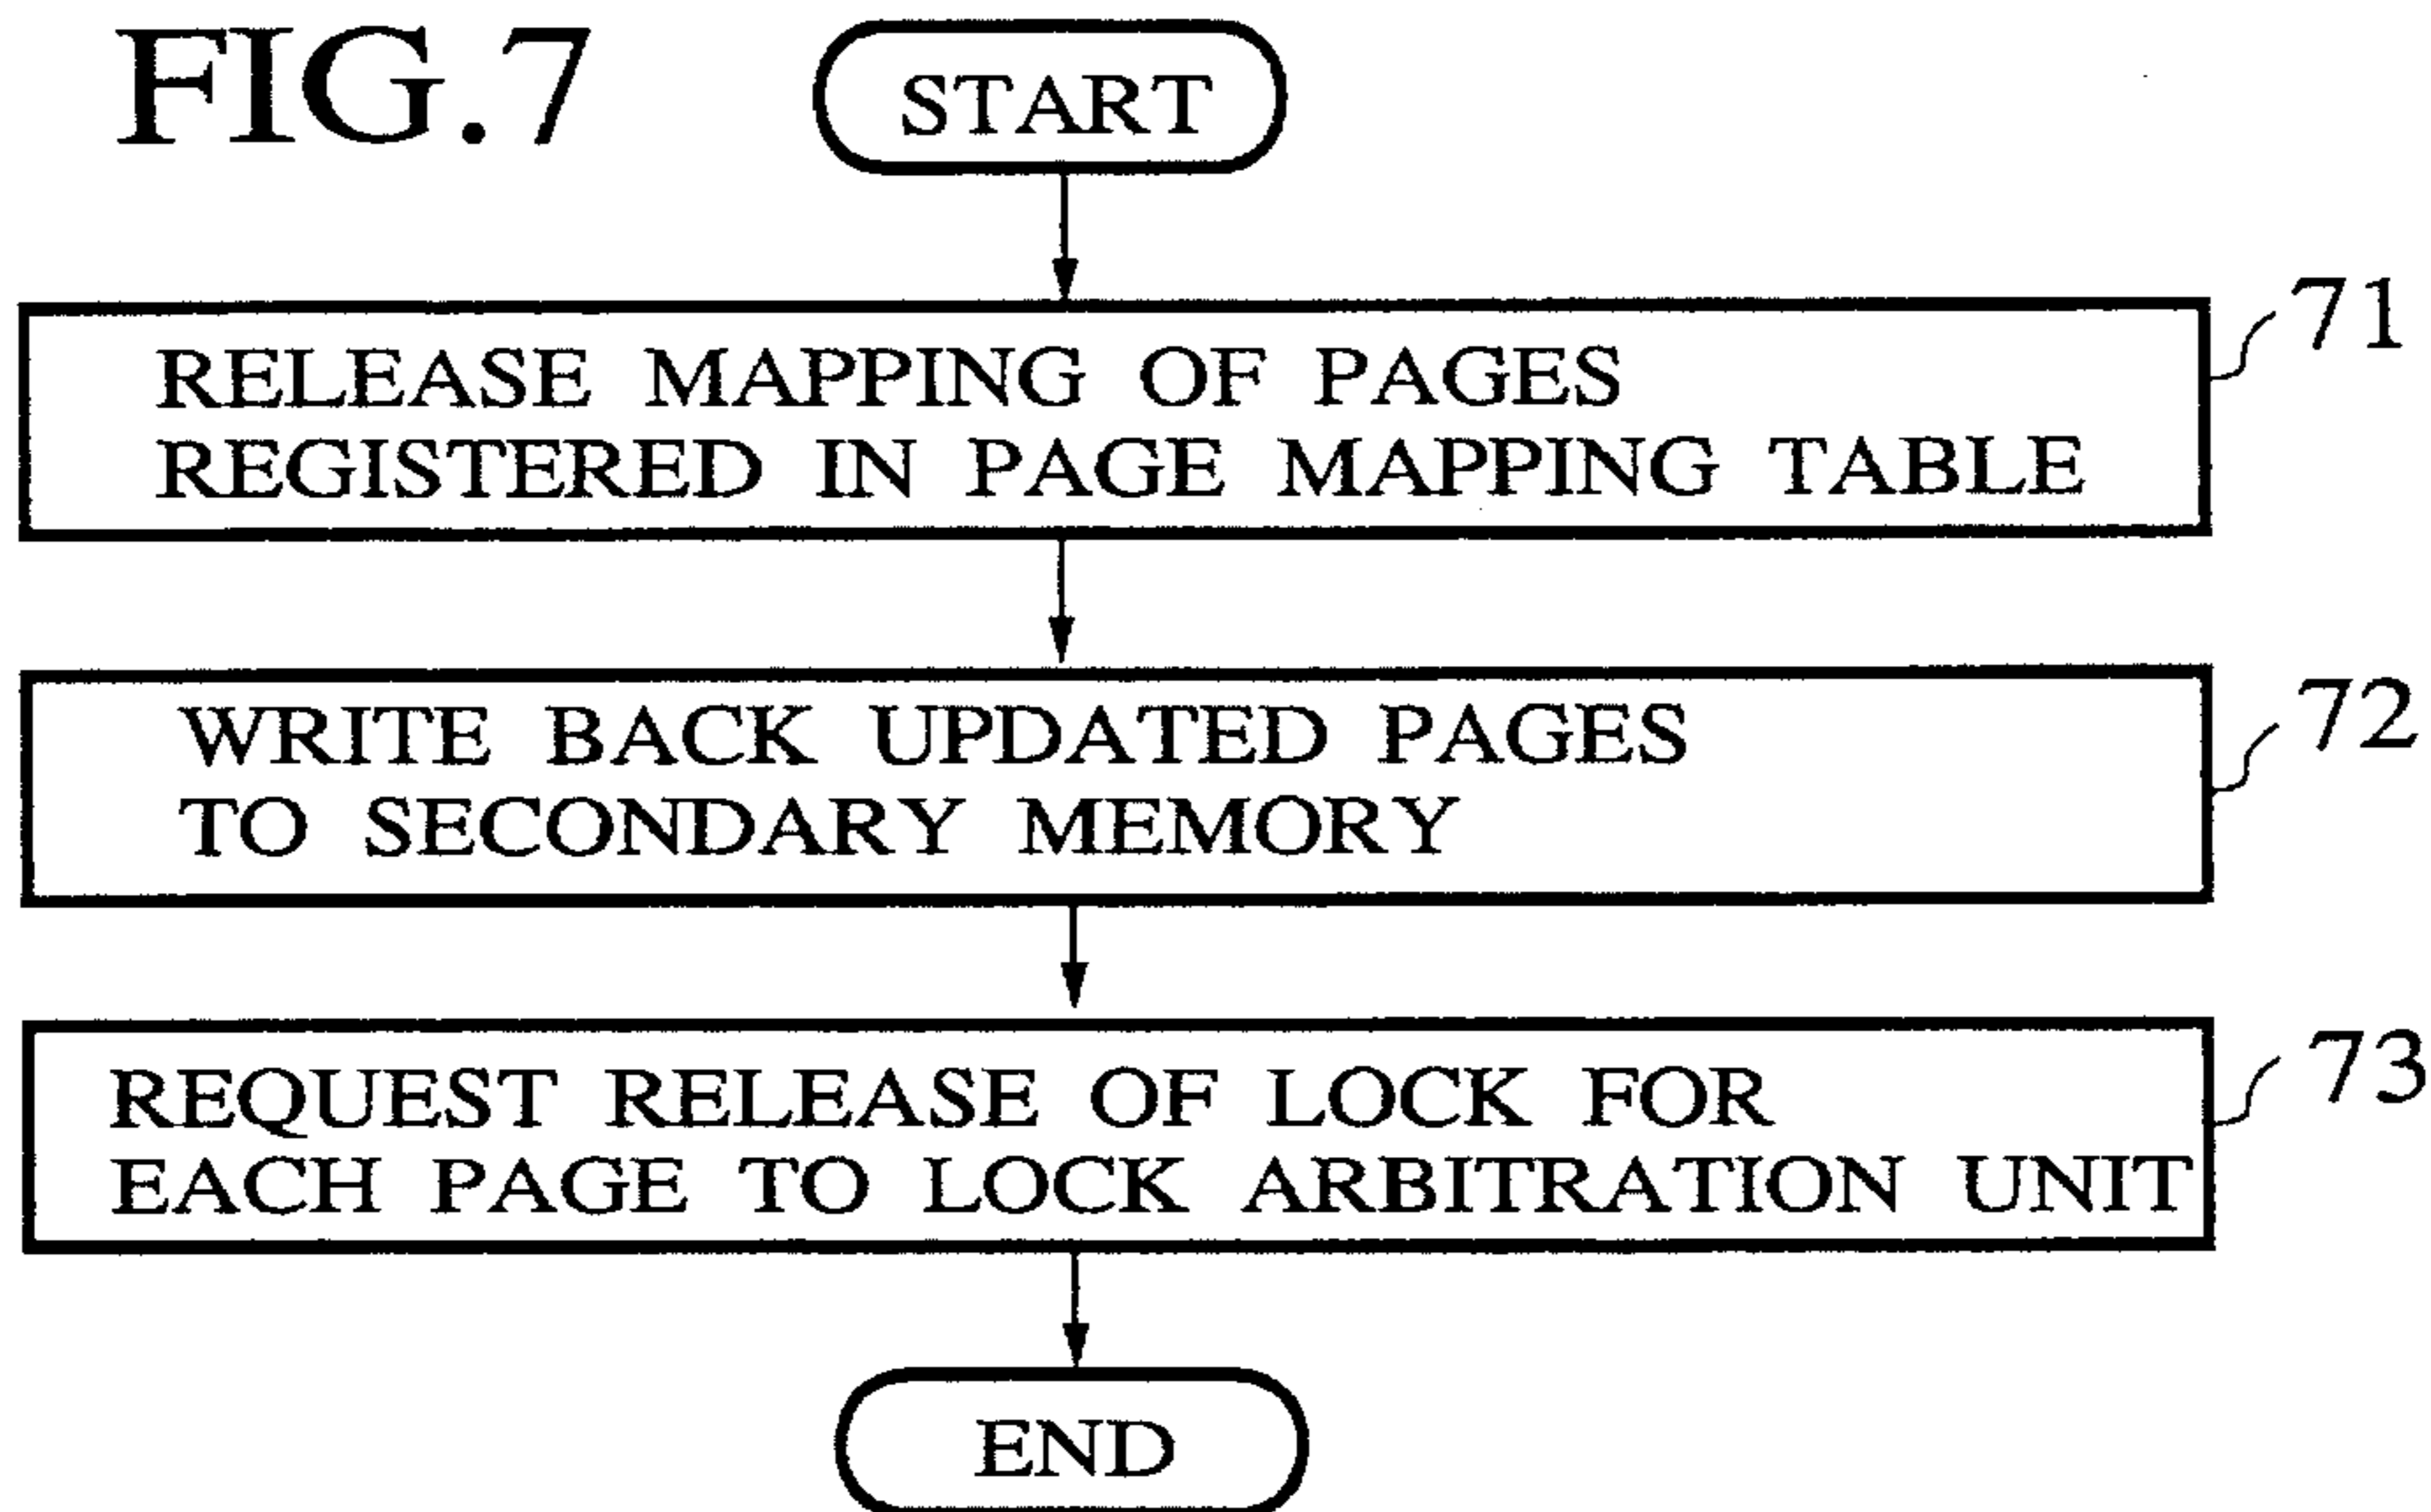 FIG.7
START
71
RELEASE MAPPING OF PAGES
REGISTERED IN PAGE MAPPING TABLE
72
WRITE BACK UPDATED PAGES
TO SECONDARY MEMORY
73
REQUEST RELEASE OF LOCK FOR
EACH PAGE TO LOCK ARBITRATION UNIT
END